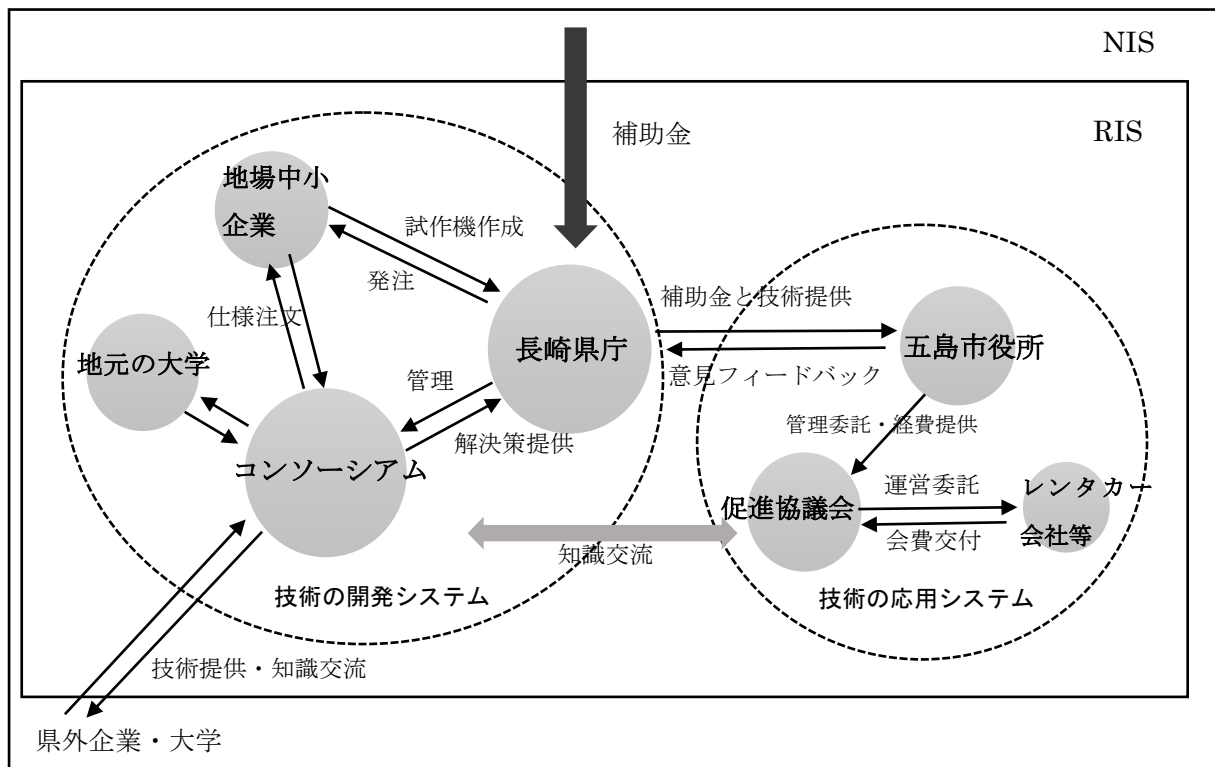 NIS
RIS
補助金
地場中小
企業
試作機作成
発注
仕様注文
地元の大学
長崎県庁
管理
解決策提供
コンソーシアム
技術の開発システム
補助金と技術提供
意見フィードバック
五島市役所
管理委託・経費提供
促進協議会
運営委託
会費交付
レンタカー
会社等
知識交流
技術の応用システム
技術提供・知識交流
県外企業・大学